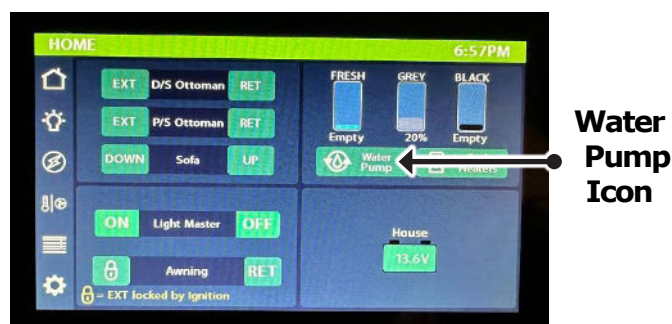 HOME 6:57PM
EXT D/S Ottoman RET
EXT P/S Ottoman RET
DOWN Sofa UP
FRESH GREY BLACK
Empty 20% Empty
Water
Pump
Heaters
ON Light Master OFF
Awning RET
= EXT locked by Ignition
House
13.6V
Water
Pump
Icon